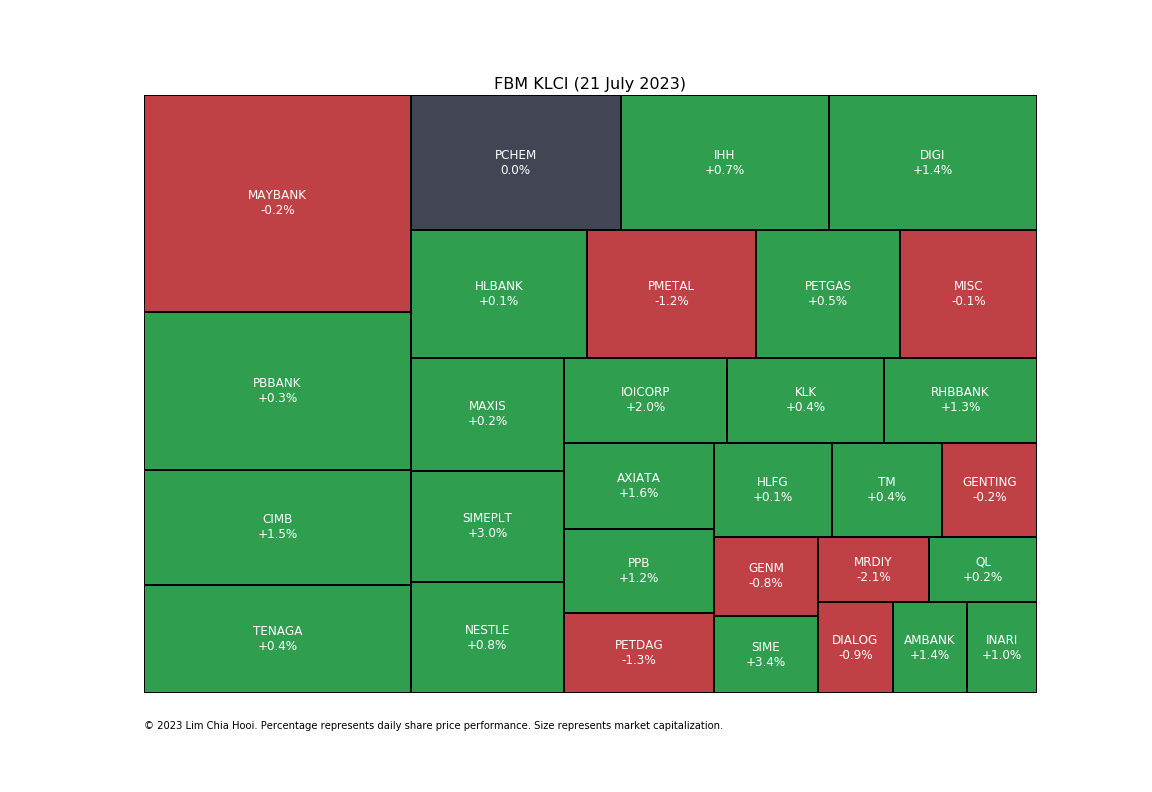 FBM KLCI (21 July 2023)
MAYBANK
-0.2%
PCHEM
0.0%
IHH
+0.7%
DIGI
+1.4%
HLBANK
+0.1%
PMETAL
-1.2%
PETGAS
+0.5%
MISC
-0.1%
PBBANK
+0.3%
MAXIS
+0.2%
IOICORP
+2.0%
KLK
+0.4%
RHBBANK
+1.3%
AXIATA
+1.6%
HLFG
+0.1%
TM
+0.4%
GENTING
-0.2%
CIMB
+1.5%
SIMEPLT
+3.0%
PPB
+1.2%
GENM
-0.8%
MRDIY
-2.1%
QL
+0.2%
TENAGA
+0.4%
NESTLE
+0.8%
PETDAG
-1.3%
SIME
+3.4%
DIALOG
-0.9%
AMBANK
+1.4%
INARI
+1.0%
© 2023 Lim Chia Hooi. Percentage represents daily share price performance. Size represents market capitalization.